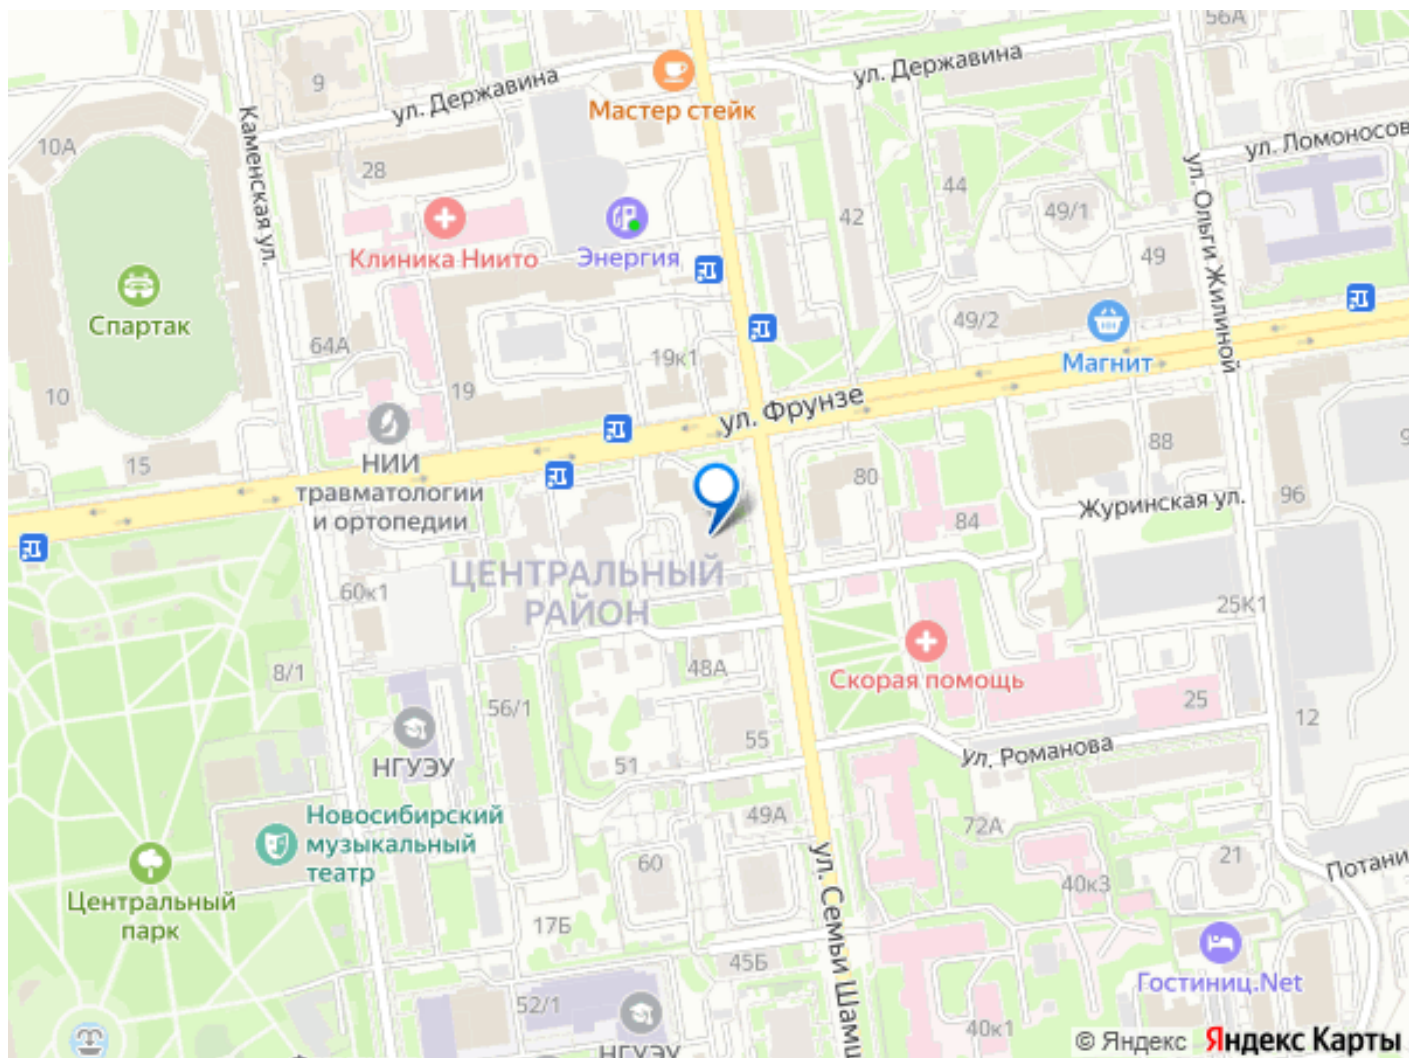 56А
ул. Державина
9
ул. Державина
Мастер стейк
10А
Каменская ул.
ул. Ломоносов
28
44
ул. Ольги Жилиной
49/1
42
Клиника Ниито
Энергия
49
Спартак
64А
49/2
Магнит
19к1
10
19
ул. Фрунзе
15
НИИ
травматологии
и ортопедии
88
80
96
9
Журинская ул.
84
ЦЕНТРАЛЬНЫЙ
РАЙОН
60к1
25К1
8/1
48А
Скорая помощь
56/1
25
12
55
НГУЭУ
51
ул. Романова
Новосибирский
музыкальный
театр
49А
72А
ул. Семьи Шамш
60
21
Потани
40к3
Центральный
парк
17Б
45Б
Гостиниц.Net
52/1
40к1
НГУЭУ
© Яндекс Яндекс Карты